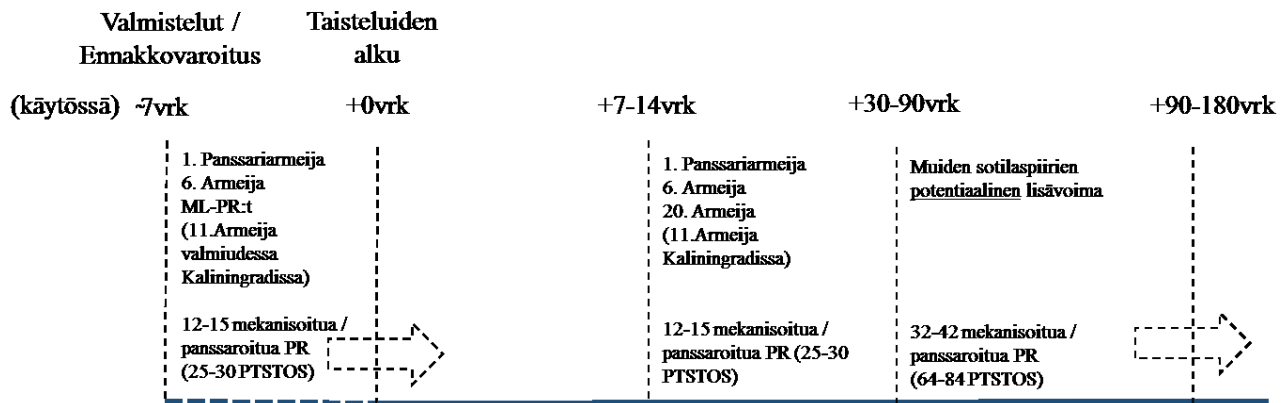 Valmistelut /
Ennakkovaroitus
Taisteluiden
alku
(käytössä) ~7vrk
+0vrk
+7-14vrk
+30-90vrk
+90-180vrk
1. Panssariarmeija
6. Armeija
ML-PR:t
(11.Armeija
valmiudessa
Kaliningradissa)
12-15 mekanisoitua /
panssaroitua PR
(25-30 PTSTOS)
1. Panssariarmeija
6. Armeija
20. Armeija
(11.Armeija
Kaliningradissa)
12-15 mekanisoitua /
panssaroitua PR (25-30
PTSTOS)
Muiden sotilaspiirien
potentiaalinen lisävoima
32-42 mekanisoitua /
panssaroitua PR
(64-84 PTSTOS)